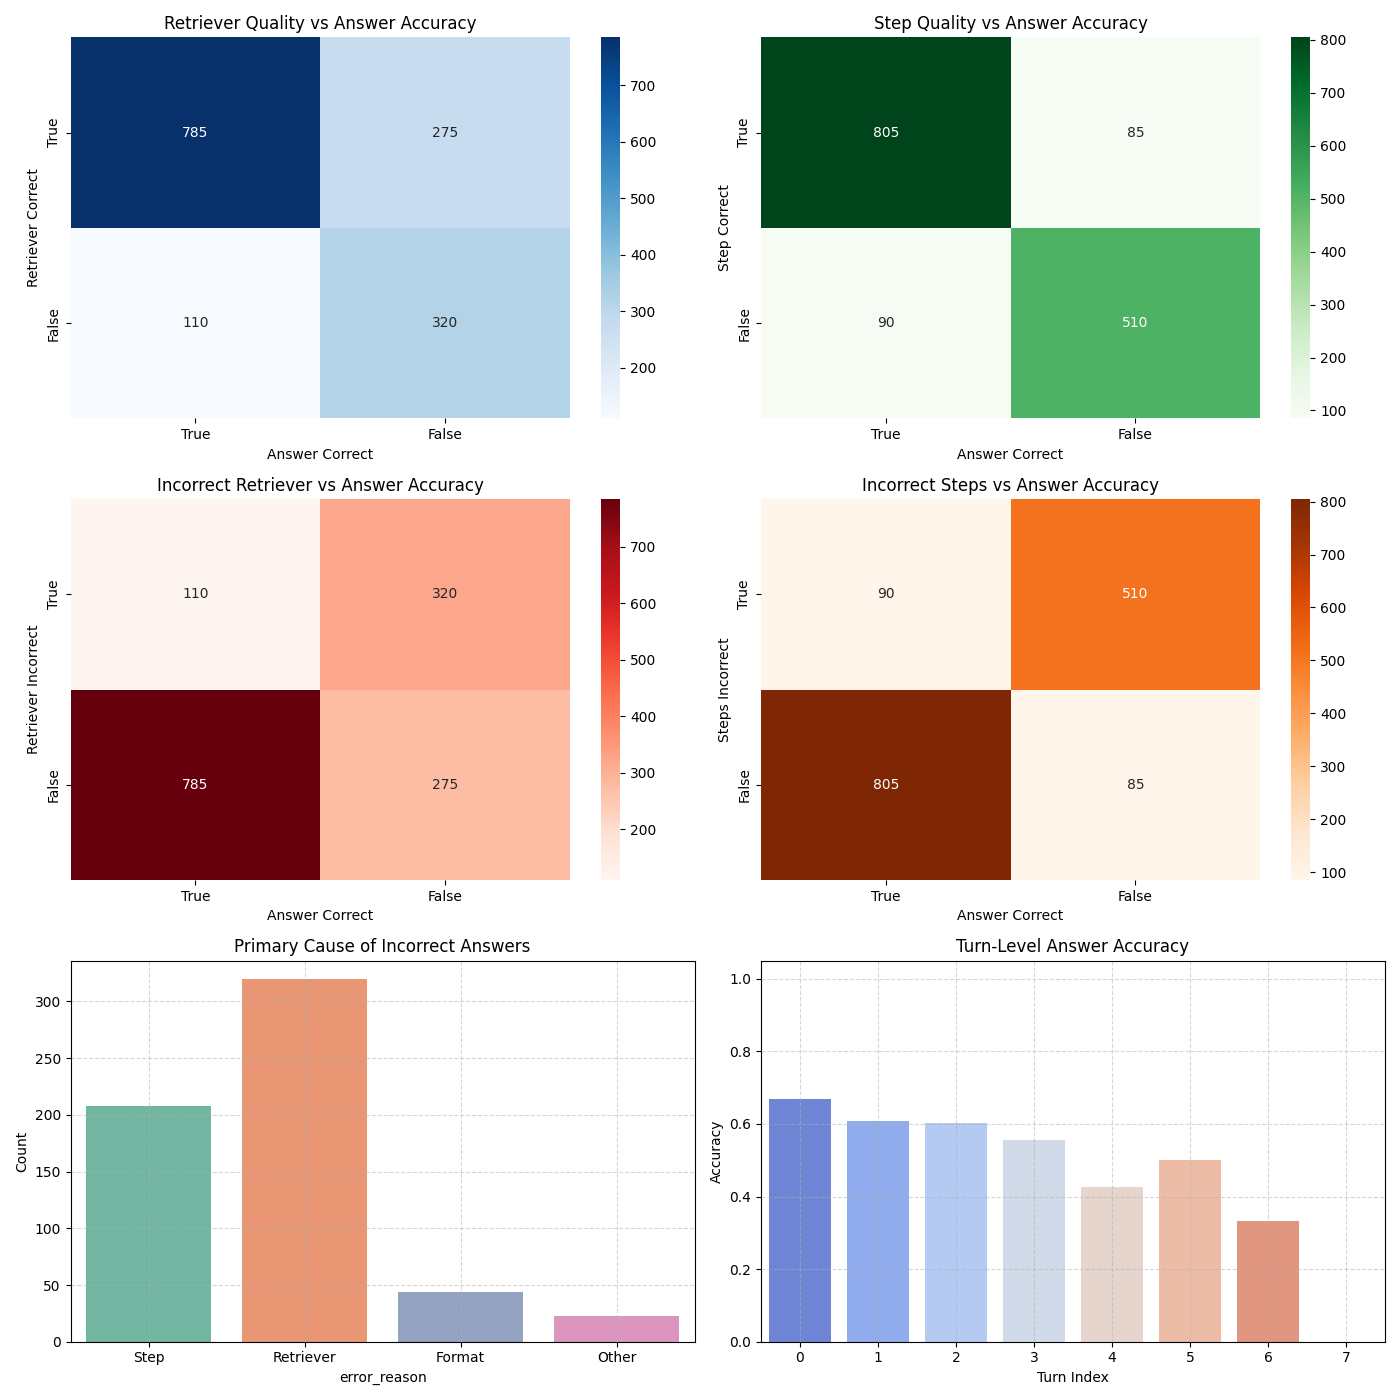 Retriever Quality vs Answer Accuracy
Retriever Correct
True
False
785
275
110
320
True
False
Answer Correct
700
600
500
400
300
200
Step Quality vs Answer Accuracy
Step Correct
True
False
805
85
90
510
True
False
Answer Correct
800
700
600
500
400
300
200
100
Incorrect Retriever vs Answer Accuracy
Retriever Incorrect
True
False
110
320
785
275
True
False
Answer Correct
700
600
500
400
300
200
Incorrect Steps vs Answer Accuracy
Steps Incorrect
True
False
90
510
805
85
True
False
Answer Correct
800
700
600
500
400
300
200
100
Primary Cause of Incorrect Answers
Count
300
250
200
150
100
50
0
Step
Retriever
Format
Other
error_reason
Turn-Level Answer Accuracy
Accuracy
1.0
0.8
0.6
0.4
0.2
0.0
0
1
2
3
4
5
6
7
Turn Index